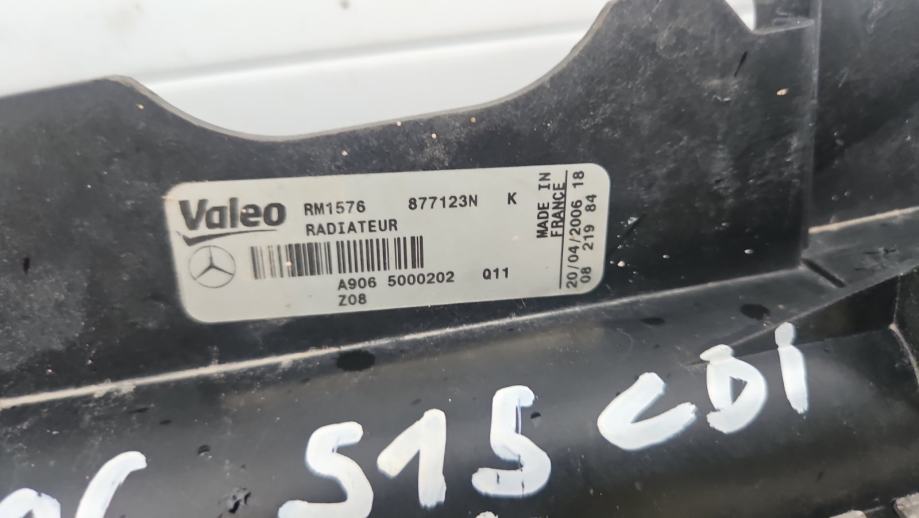 Valeo RM1576 877123N K
RADIATEUR
A906 5000202 Q11
Z08
MADE IN
FRANCE
20/04/2006 18
08 219 84
515 CDI